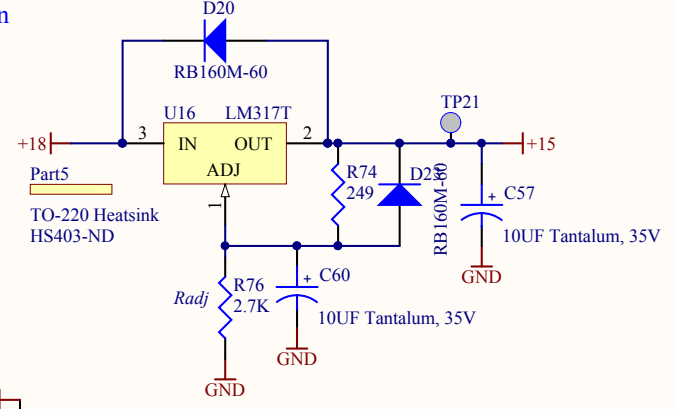 n
D20
RB160M-60
TP21
U16 LM317T
+18 3 IN OUT 2 +15
ADJ
Part5
R74
249
RB160M-60
C57
1
TO-220 Heatsink
HS403-ND
+
10UF Tantalum, 35V
GND
Radj
R76
2.7K
+
C60
10UF Tantalum, 35V
GND
GND